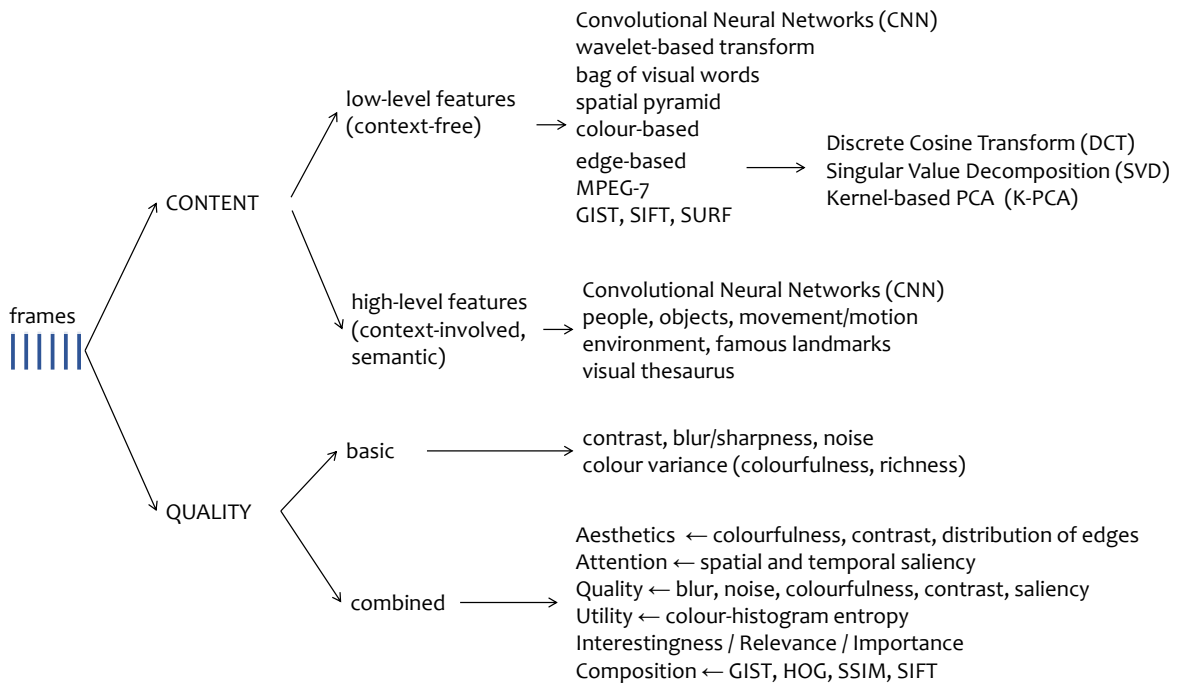 Convolutional Neural Networks (CNN)
wavelet-based transform
bag of visual words
spatial pyramid
colour-based
edge-based
MPEG-7
GIST, SIFT, SURF
low-level features
(context-free)
Discrete Cosine Transform (DCT)
Singular Value Decomposition (SVD)
Kernel-based PCA (K-PCA)
CONTENT
frames
high-level features
(context-involved,
semantic)
Convolutional Neural Networks (CNN)
people, objects, movement/motion
environment, famous landmarks
visual thesaurus
basic
contrast, blur/sharpness, noise
colour variance (colourfulness, richness)
QUALITY
combined
Aesthetics ← colourfulness, contrast, distribution of edges
Attention ← spatial and temporal saliency
Quality ← blur, noise, colourfulness, contrast, saliency
Utility ← colour-histogram entropy
Interestingness / Relevance / Importance
Composition ← GIST, HOG, SSIM, SIFT